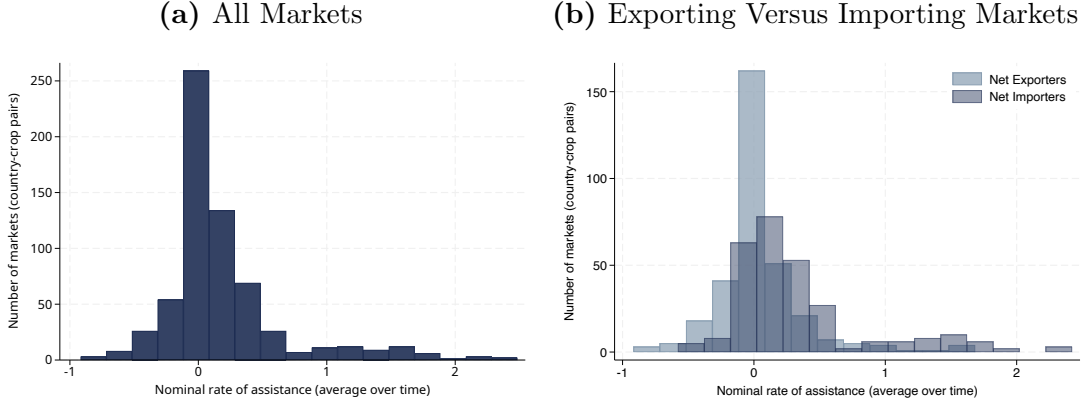 (a) All Markets
Number of markets (country-crop pairs)
250
200
150
100
50
0
-1 0 1 2
Nominal rate of assistance (average over time)
(b) Exporting Versus Importing Markets
Net Exporters
Net Importers
Number of markets (country-crop pairs)
150
100
50
0
-1 0 1 2
Nominal rate of assistance (average over time)